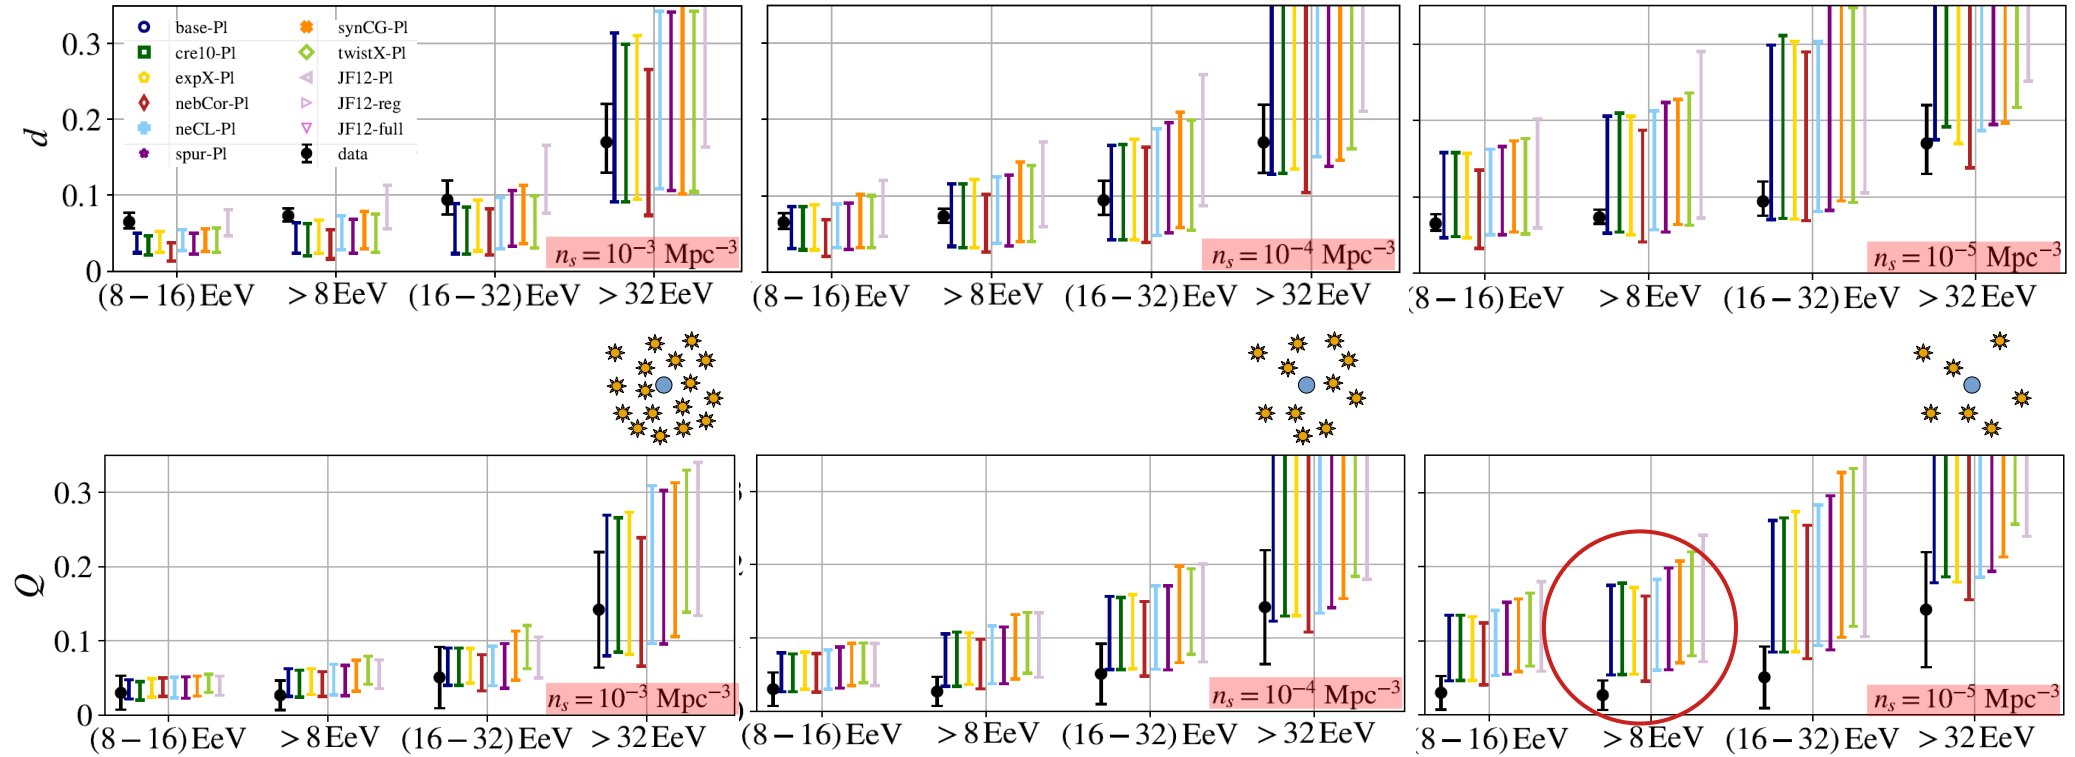 d
0.3
0.2
0.1
0
base-Pl
cre10-Pl
expX-Pl
nebCor-Pl
neCL-Pl
spur-Pl
synCG-Pl
twistX-Pl
JF12-Pl
JF12-reg
JF12-full
data
n_s = 10^{-3} Mpc^{-3}
(8 − 16) EeV
> 8 EeV
(16 − 32) EeV
> 32 EeV
n_s = 10^{-4} Mpc^{-3}
(8 − 16) EeV
> 8 EeV
(16 − 32) EeV
> 32 EeV
n_s = 10^{-5} Mpc^{-3}
(8 − 16) EeV
> 8 EeV
(16 − 32) EeV
> 32 EeV
Q
0.3
0.2
0.1
0
n_s = 10^{-3} Mpc^{-3}
(8 − 16) EeV
> 8 EeV
(16 − 32) EeV
> 32 EeV
n_s = 10^{-4} Mpc^{-3}
(8 − 16) EeV
> 8 EeV
(16 − 32) EeV
> 32 EeV
n_s = 10^{-5} Mpc^{-3}
8 − 16) EeV
> 8 EeV
(16 − 32) EeV
> 32 EeV